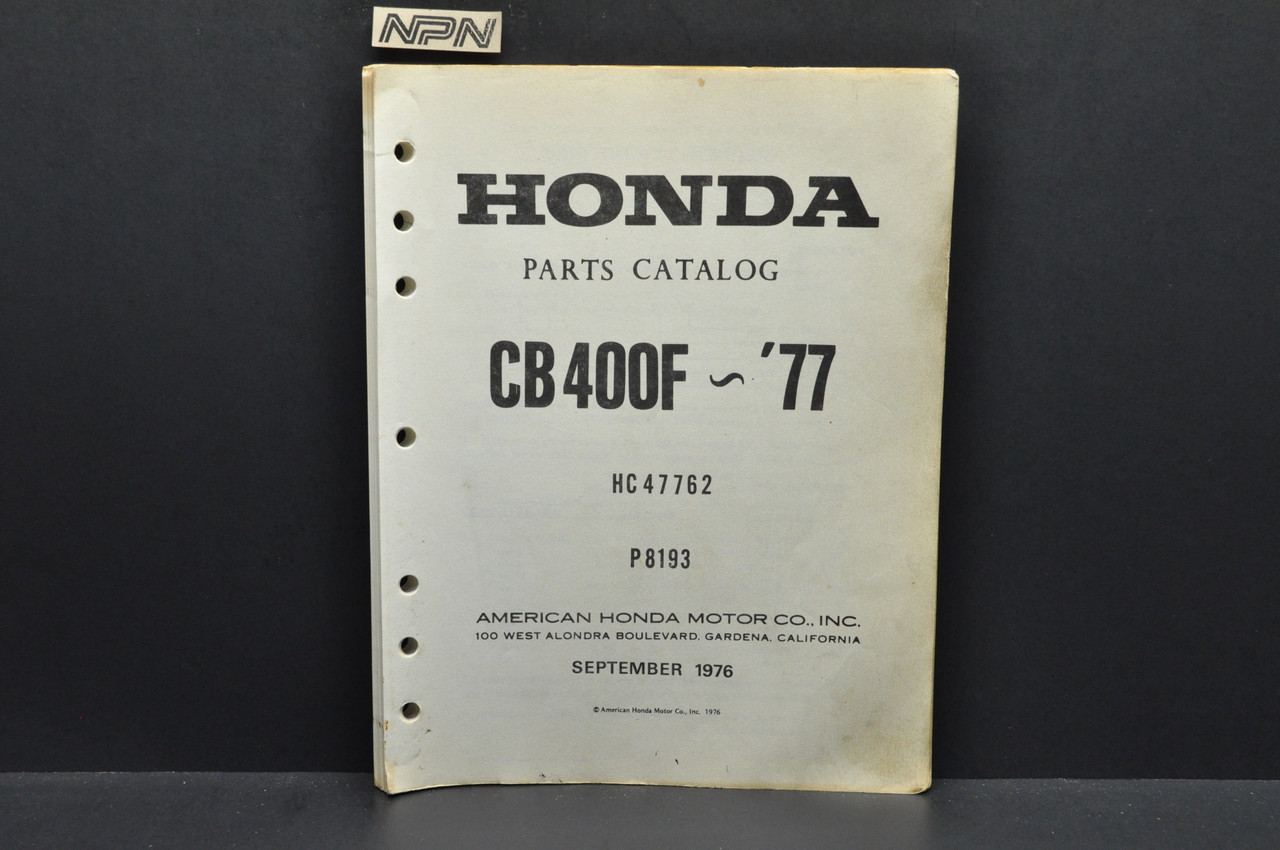 NPN
HONDA
PARTS CATALOG
CB400F ~ '77
HC47762
P8193
AMERICAN HONDA MOTOR CO., INC.
100 WEST ALONDRA BOULEVARD, GARDENA, CALIFORNIA
SEPTEMBER 1976
© American Honda Motor Co., Inc. 1976